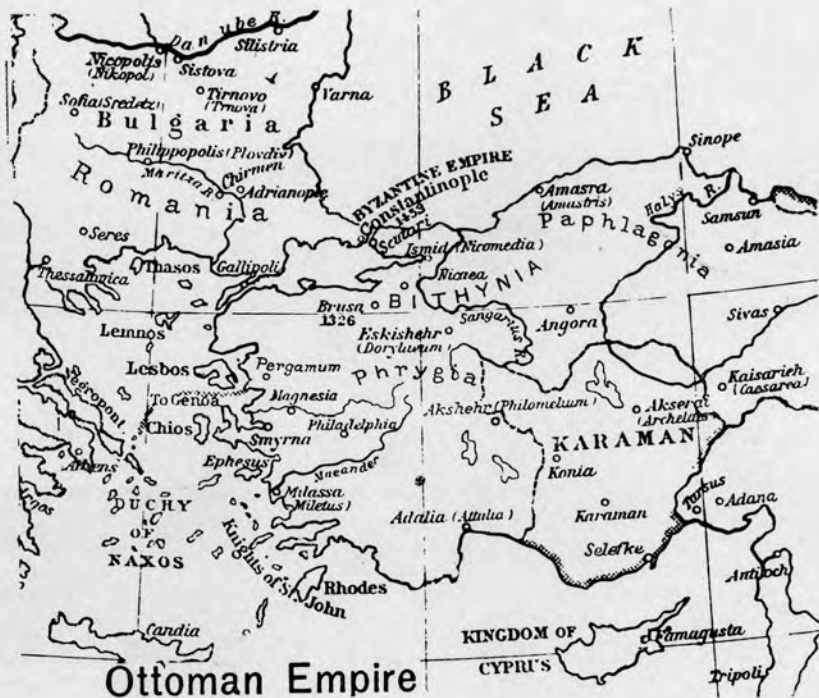 Danube R.
Silistria
Nicopolis
(Nikopol)
Sistova
BLACK
SEA
Tirnovo
(Trnova)
Varna
Sofia (Sredetz)
Bulgaria
Philippopolis (Plovdiv)
Chirmen
Maritza R.
Adrianople
Romania
Sinope
BYZANTINE EMPIRE
Constantinople
1453
Scutari
Amasra
(Amastris)
Halys R.
Samsun
Paphlagonia
Amasia
Seres
Ismid (Nicomedia)
Thessalonica
Thasos
Gallipoli
Nicaea
BITHYNIA
Brusa
1326
Sangarius R.
Angora
Sivas
Lemnos
Eskishehr
(Dorylurum)
Lesbos
Pergamum
Phrygia
Kaisarieh
(Caesarea)
Negropont
To Genoa
Magnesia
Akshehr (Philomelium)
Akserai
(Archelais)
Chios
Philadelphia
Smyrna
KARAMAN
Athens
Ephesus
Maeander
Konia
Argos
DUCHY
OF
NAXOS
Milassa
(Miletus)
Karaman
Tarsus
Adana
Adalia (Attalia)
Knights of St. John
Selefke
Rhodes
Antioch
Candia
KINGDOM OF
CYPRUS
Famagusta
Tripoli
Ottoman Empire